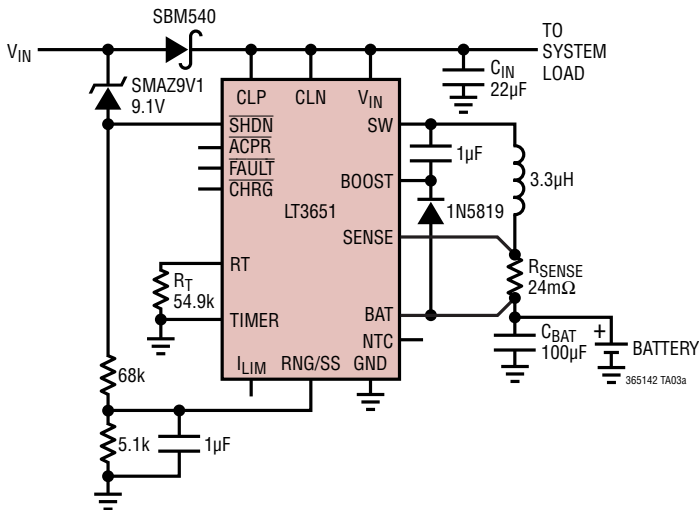 SBM540
V_IN
TO
SYSTEM
LOAD
SMAZ9V1
9.1V
C_IN
22µF
CLP
CLN
V_IN
SHDN
SW
ACPR
1µF
FAULT
3.3µH
BOOST
CHRG
LT3651
1N5819
SENSE
RT
R_SENSE
24mΩ
R_T
54.9k
BAT
TIMER
C_BAT
100µF
+
BATTERY
NTC
68k
I_LIM
RNG/SS
GND
365142 TA03a
5.1k
1µF